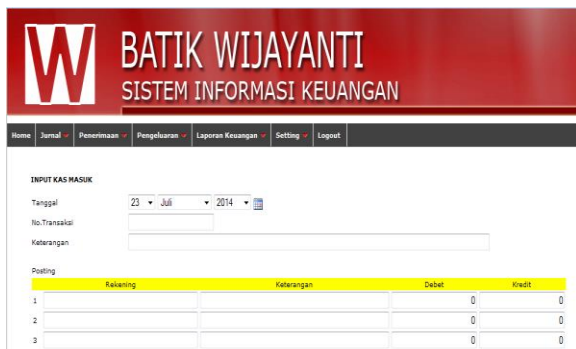 W
BATIK WIJAYANTI
SISTEM INFORMASI KEUANGAN
Home Jurnal Penerimaan Pengeluaran Laporan Keuangan Setting Logout
INPUT KAS MASUK
Tanggal 23 Juli 2014
No.Transaksi
Keterangan
Posting
Rekening Keterangan Debet Kredit
1 0 0
2 0 0
3 0 0